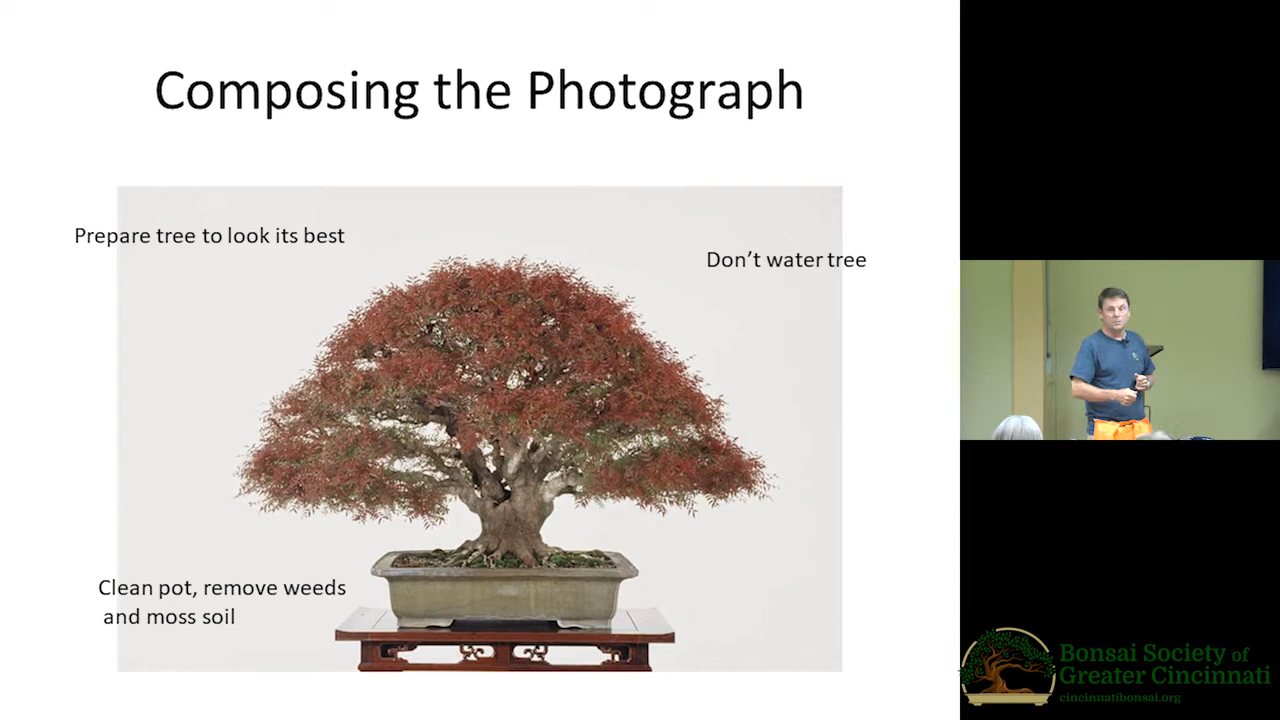 Composing the Photograph
Prepare tree to look its best
Don’t water tree
Clean pot, remove weeds
and moss soil
Bonsai Society of
Greater Cincinnati
cincinnatibonsai.org